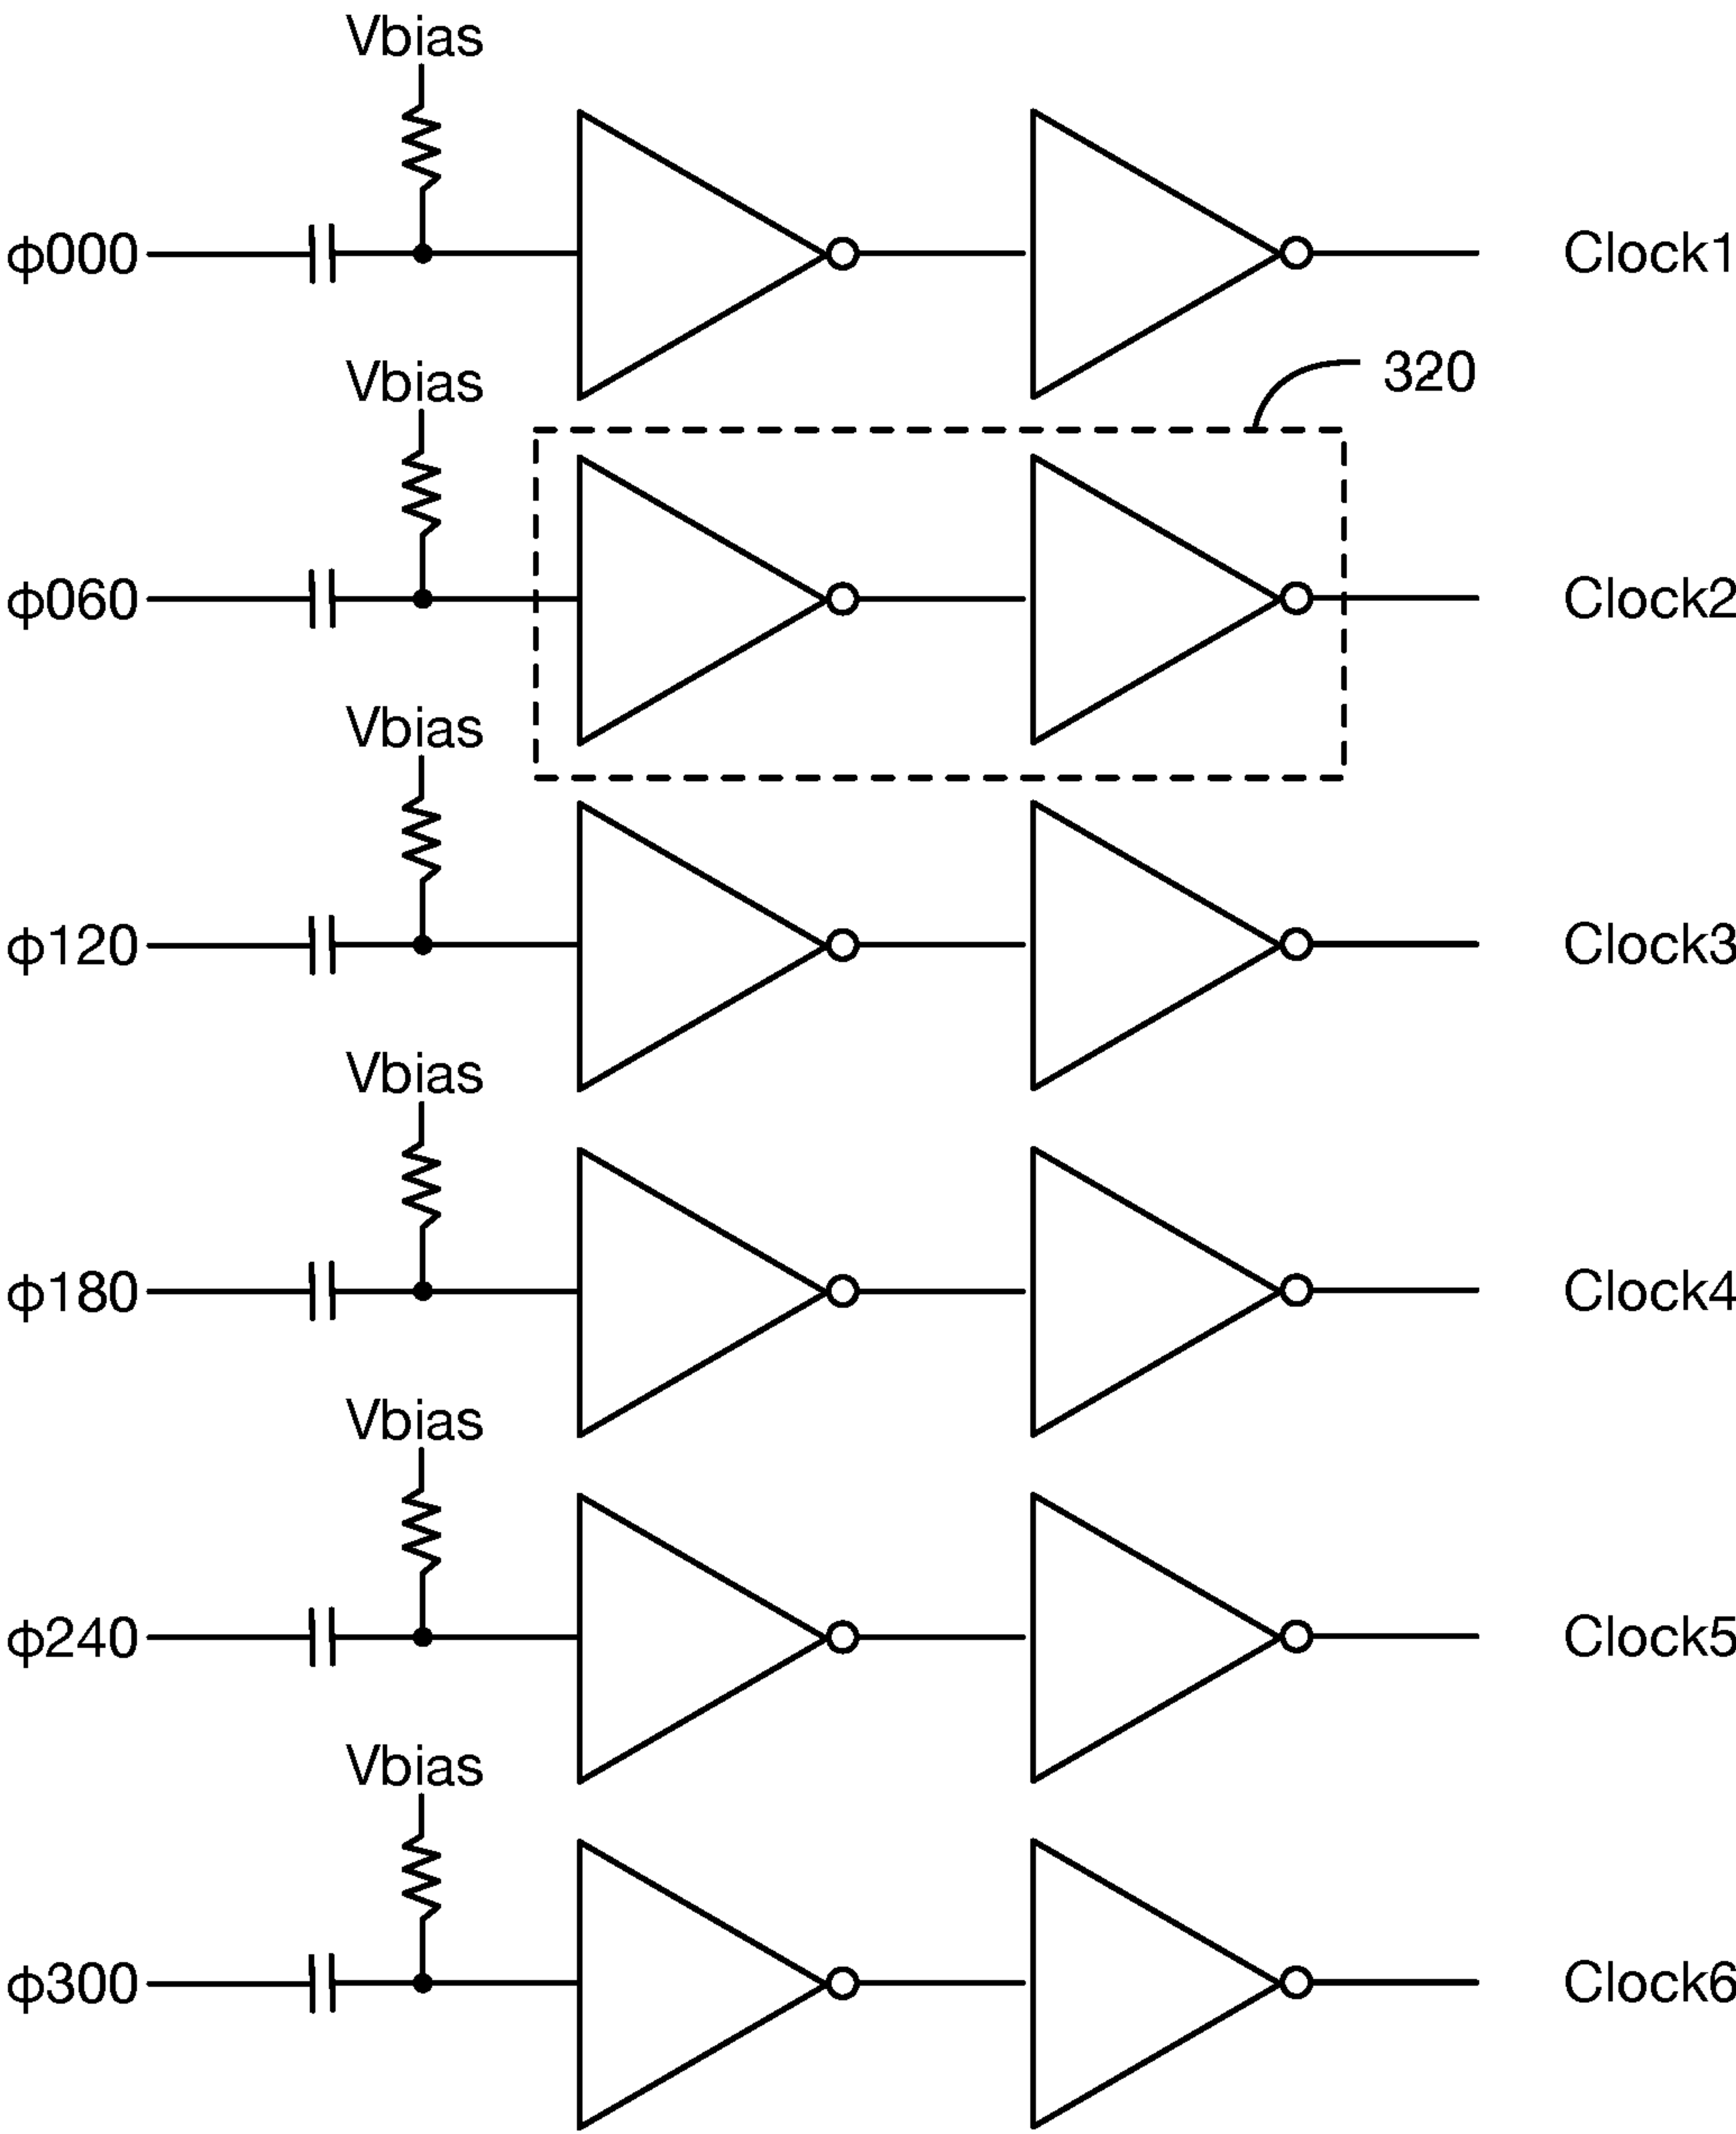 Vbias
ϕ000 Clock1
Vbias 320
ϕ060 Clock2
Vbias
ϕ120 Clock3
Vbias
ϕ180 Clock4
Vbias
ϕ240 Clock5
Vbias
ϕ300 Clock6